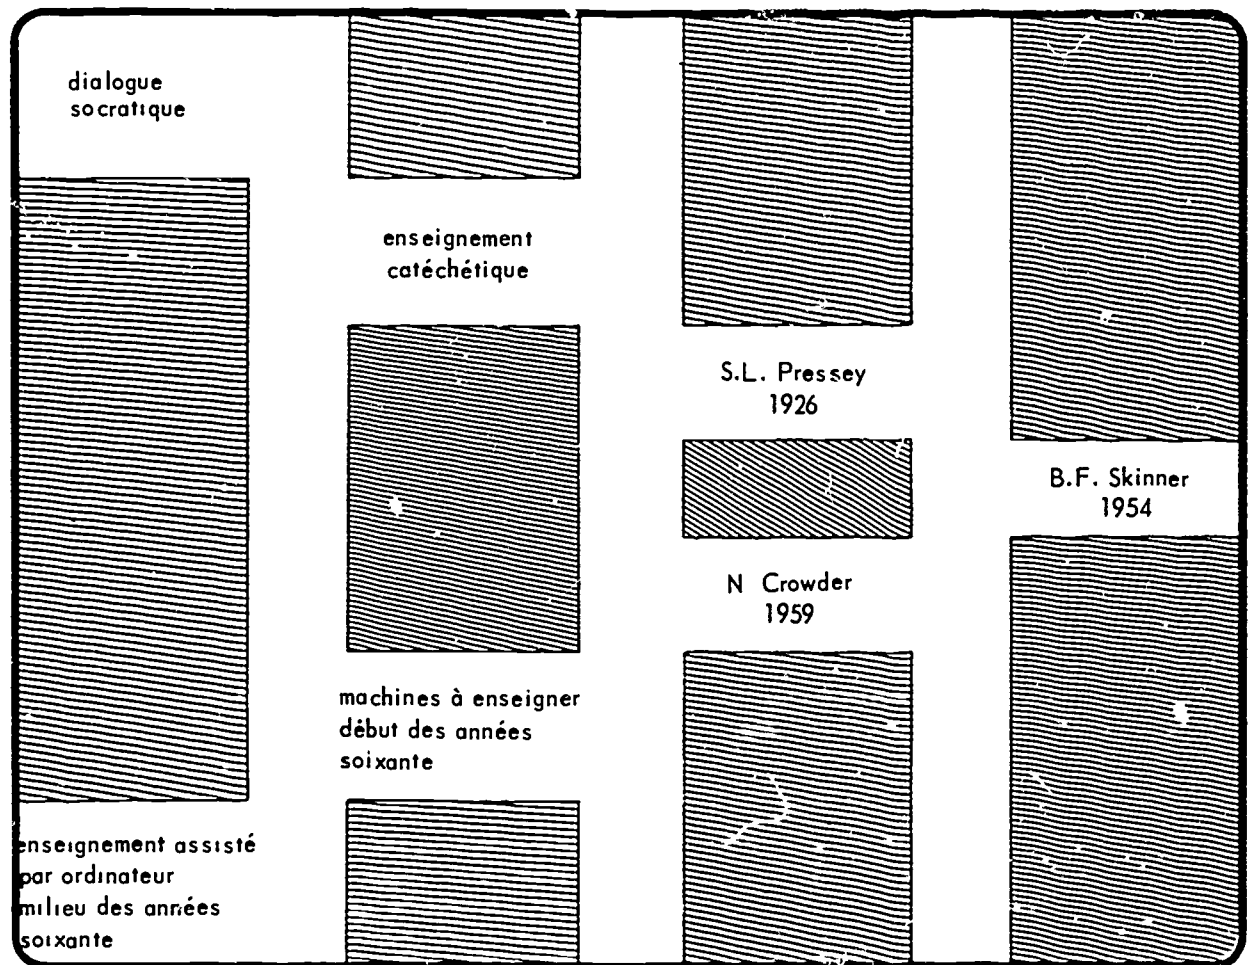 dialogue
socratique
enseignement
catéchétique
S.L. Pressey
1926
B.F. Skinner
1954
N Crowder
1959
machines à enseigner
début des années
soixante
enseignement assisté
par ordinateur
milieu des années
soixante